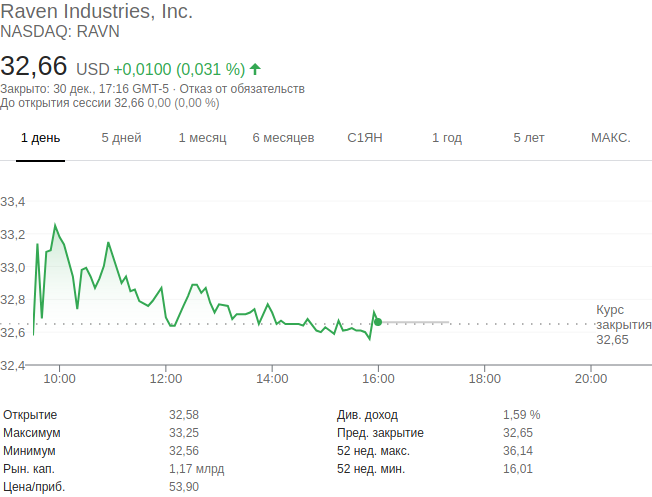 Raven Industries, Inc.
NASDAQ: RAVN
32,66 USD +0,0100 (0,031 %)
Закрыто: 30 дек., 17:16 GMT-5 · Отказ от обязательств
До открытия сессии 32,66 0,00 (0,00 %)
1 день 5 дней 1 месяц 6 месяцев С1ЯН 1 год 5 лет МАКС.
33,4
33,2
33,0
32,8
32,6
32,4
Курс
закрытия
32,65
10:00 12:00 14:00 16:00 18:00 20:00
Открытие 32,58 Див. доход 1,59 %
Максимум 33,25 Пред. закрытие 32,65
Минимум 32,56 52 нед. макс. 36,14
Рын. кап. 1,17 млрд 52 нед. мин. 16,01
Цена/приб. 53,90